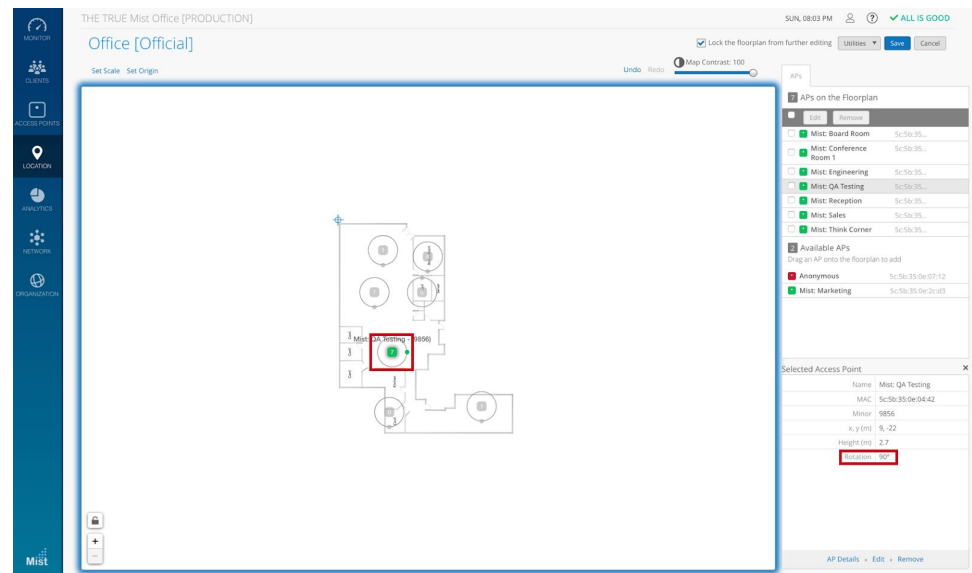 THE TRUE Mist Office [PRODUCTION]
SUN, 08:03 PM
?
✓ ALL IS GOOD
MONITOR
CLIENTS
ACCESS POINTS
LOCATION
ANALYTICS
NETWORK
ORGANIZATION
Mist
Office [Official]
Lock the floorplan from further editing
Utilities
Save
Cancel
Set Scale Set Origin
Undo Redo
Map Contrast: 100
APs
7 APs on the Floorplan
Edit Remove
Mist: Board Room 5c:5b:35...
Mist: Conference
Room 1 5c:5b:35...
Mist: Engineering 5c:5b:35...
Mist: QA Testing 5c:5b:35...
Mist: Reception 5c:5b:35...
Mist: Sales 5c:5b:35...
Mist: Think Corner 5c:5b:35...
2 Available APs
Drag an AP onto the floorplan to add
Anonymous 5c:5b:35:0e:07:12
Mist: Marketing 5c:5b:35:0e:2c:d3
Mist: QA Testing - (9856)
7
Kitchen
Selected Access Point ×
Name Mist: QA Testing
MAC 5c:5b:35:0e:04:42
Minor 9856
x, y (m) 9, -22
Height (m) 2.7
Rotation 90°
+
−
AP Details Edit Remove